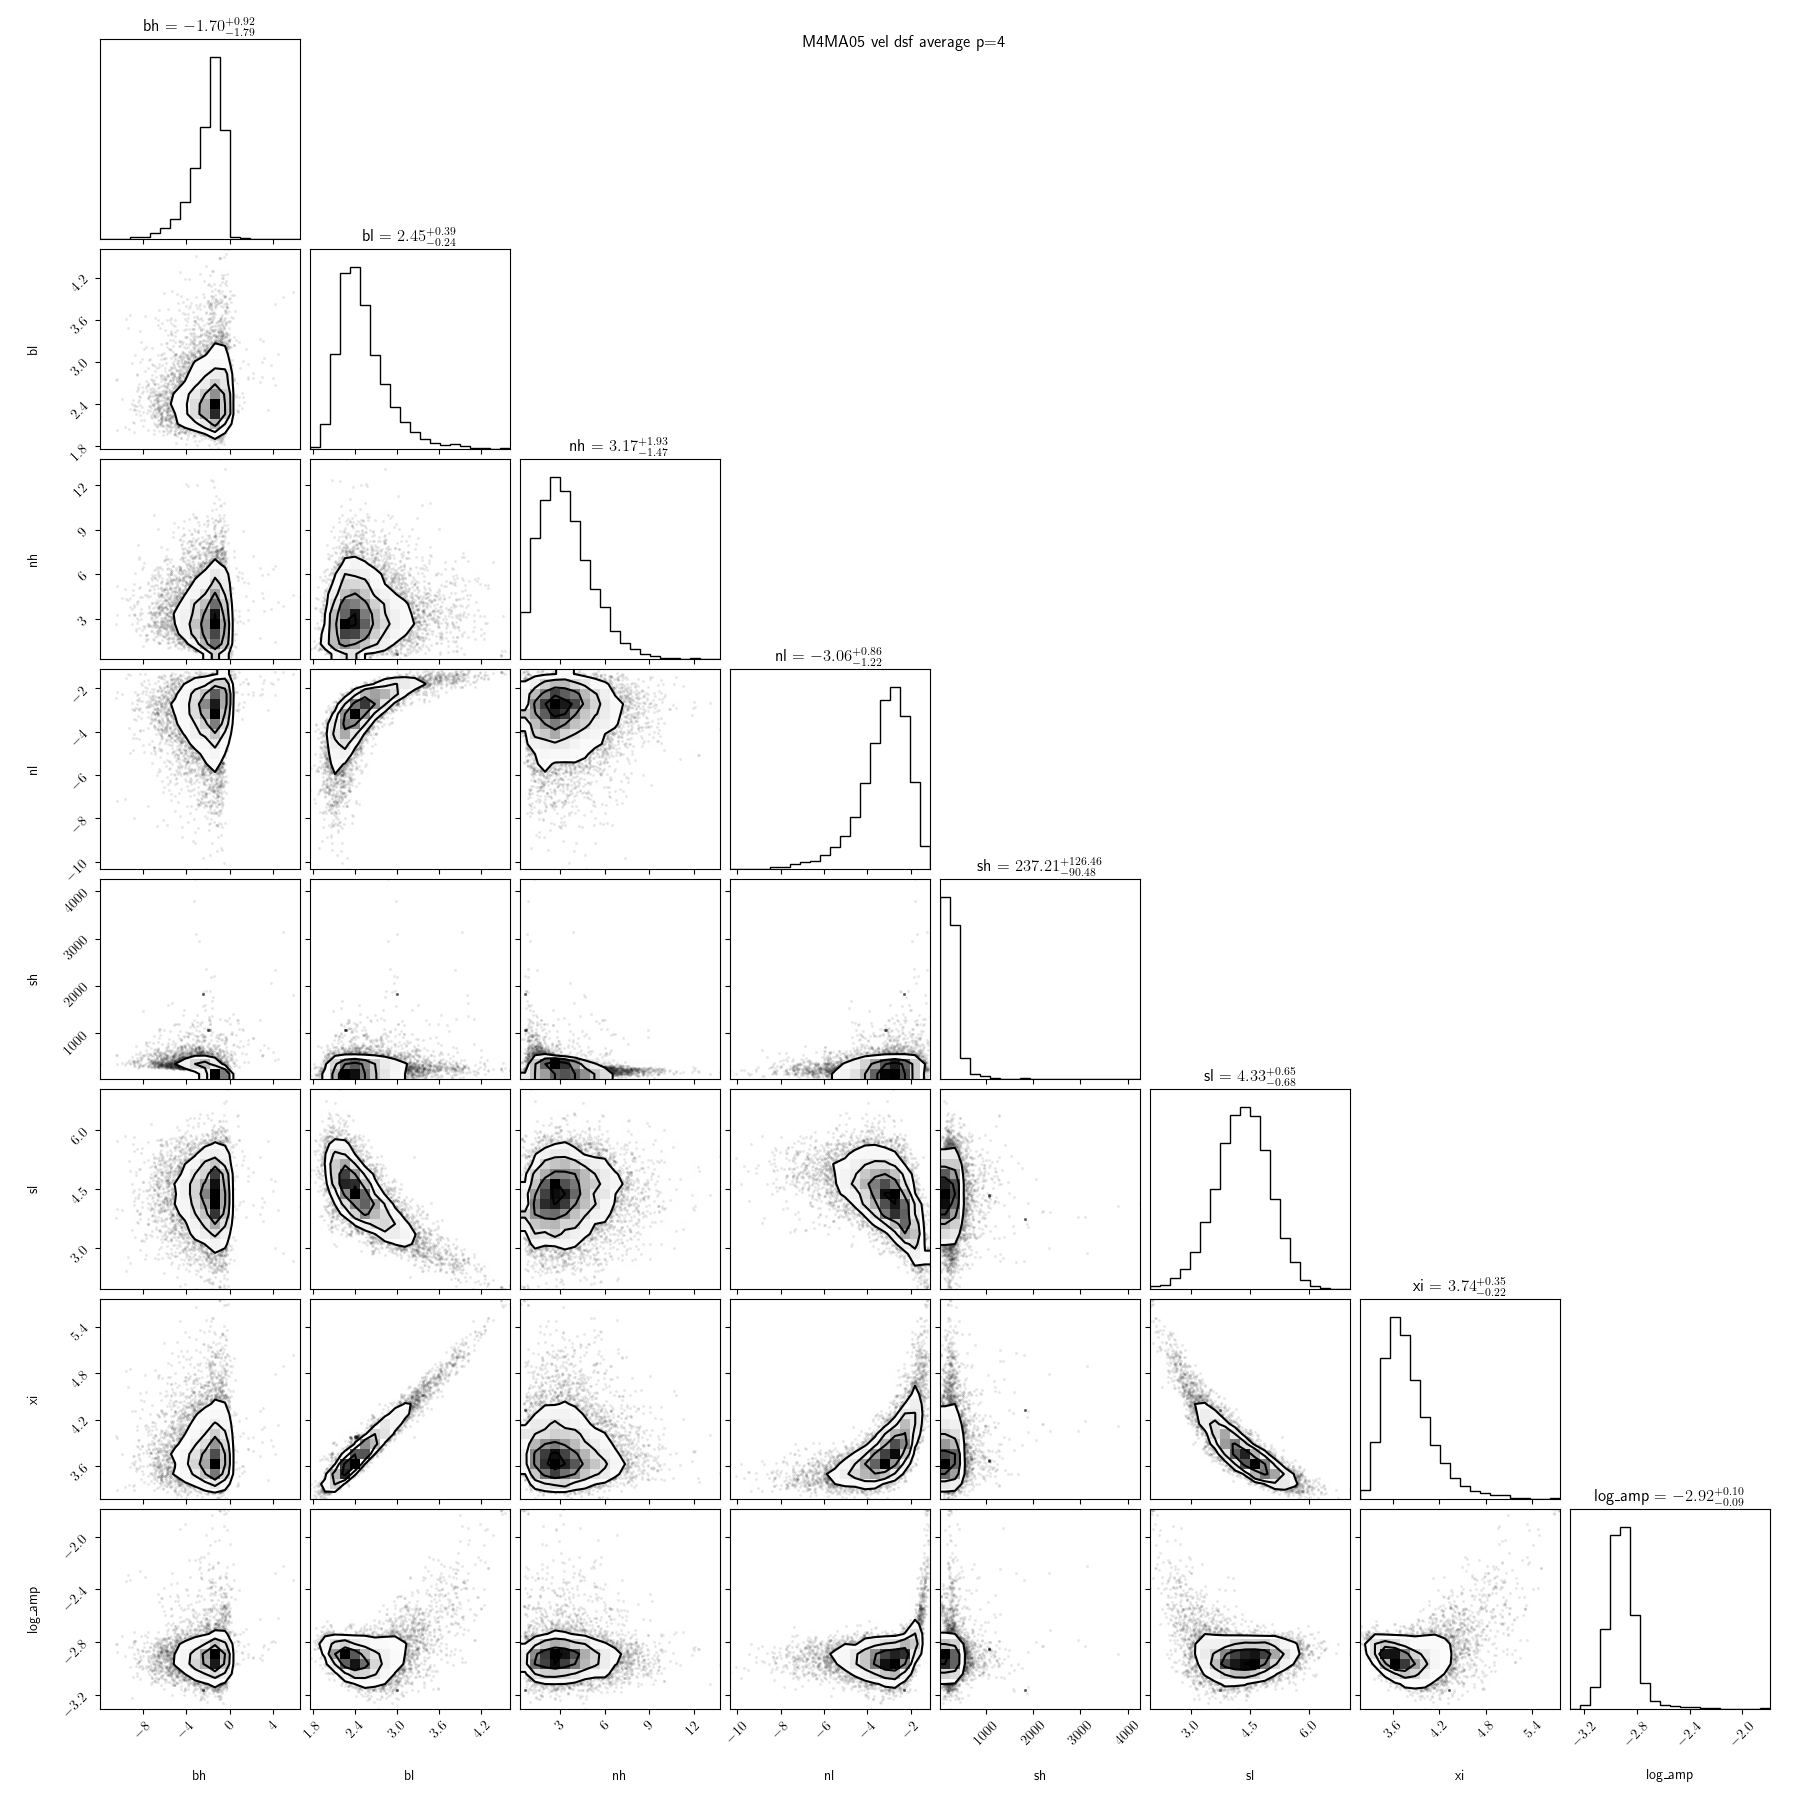 bh = −1.70+0.92−1.79
M4MA05 vel dsf average p=4
bl = 2.45+0.39−0.24
4.2
3.6
3.0
2.4
1.8
bl
nh = 3.17+1.93−1.47
12
9
6
3
nh
nl = −3.06+0.86−1.22
−2
−4
−6
−8
−10
nl
sh = 237.21+126.46−90.48
4000
3000
2000
1000
sh
sl = 4.33+0.65−0.68
6.0
4.5
3.0
sl
xi = 3.74+0.35−0.22
5.4
4.8
4.2
3.6
xi
log_amp = −2.92+0.10−0.09
−2.0
−2.4
−2.8
−3.2
log_amp
−8 −4 0 4 1.8 2.4 3.0 3.6 4.2 3 6 9 12 −10 −8 −6 −4 −2 1000 2000 3000 4000 3.0 4.5 6.0 3.6 4.2 4.8 5.4 −3.2 −2.8 −2.4 −2.0
bh bl nh nl sh sl xi log_amp